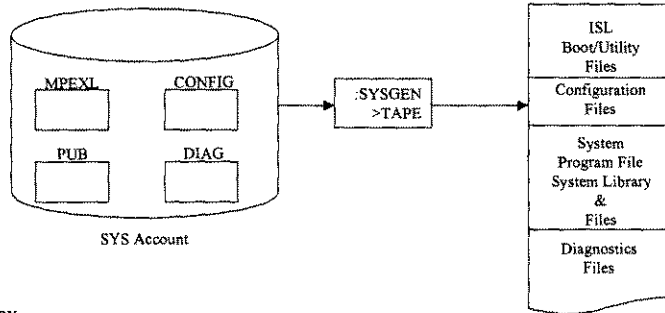 MPEXL
CONFIG
PUB
DIAG
SYS Account
:SYSGEN
>TAPE
ISL
Boot/Utility
Files
Configuration
Files
System
Program File
System Library
&
Files
Diagnostics
Files